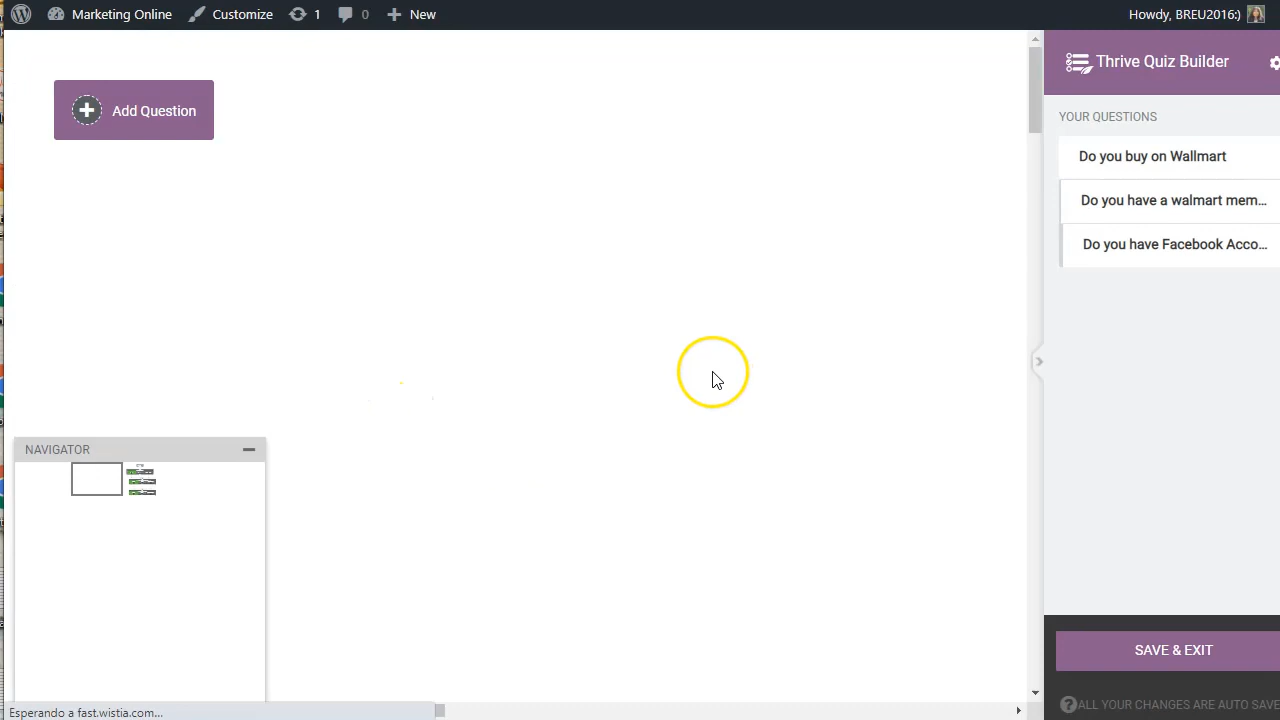 Marketing Online
Customize
1
0
New
Howdy, BREU2016:)
Add Question
Thrive Quiz Builder
YOUR QUESTIONS
Do you buy on Wallmart
Do you have a walmart mem...
Do you have Facebook Acco...
NAVIGATOR
SAVE & EXIT
ALL YOUR CHANGES ARE AUTO SAVE
Esperando a fast.wistia.com...